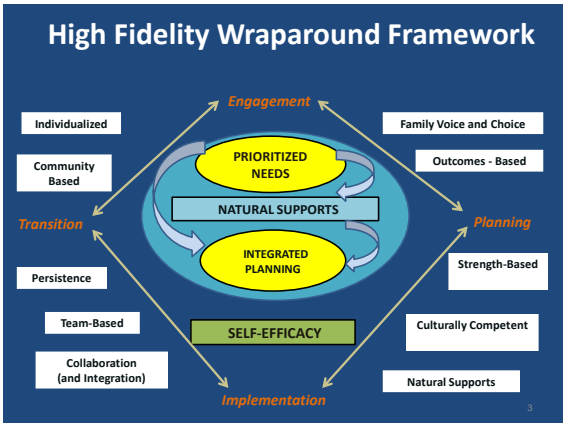 High Fidelity Wraparound Framework
Engagement
Individualized
Family Voice and Choice
PRIORITIZED
NEEDS
Outcomes - Based
Community
Based
NATURAL SUPPORTS
Transition
Planning
INTEGRATED
PLANNING
Strength-Based
Persistence
Team-Based
SELF-EFFICACY
Culturally Competent
Collaboration
(and Integration)
Natural Supports
Implementation
3